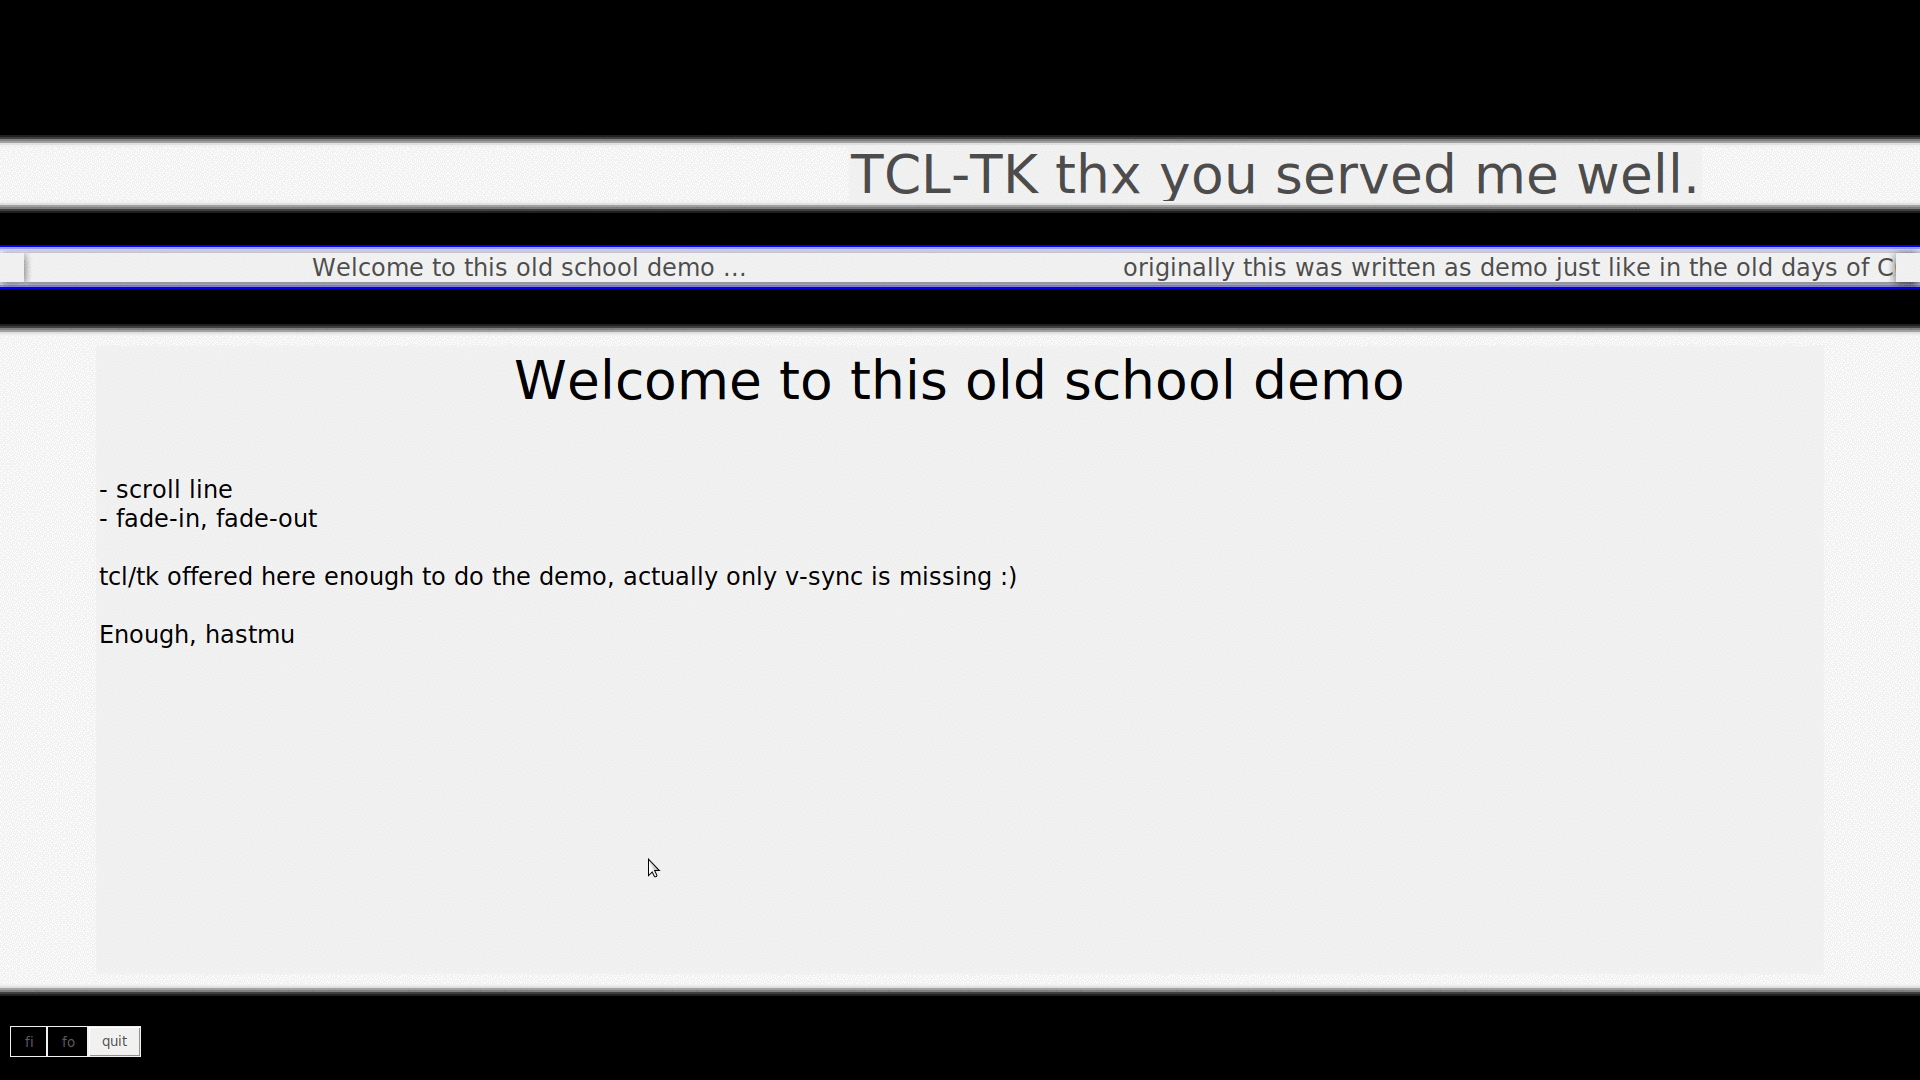 TCL-TK thx you served me well.
Welcome to this old school demo ... originally this was written as demo just like in the old days of C
Welcome to this old school demo
- scroll line
- fade-in, fade-out
tcl/tk offered here enough to do the demo, actually only v-sync is missing :)
Enough, hastmu
fi fo quit